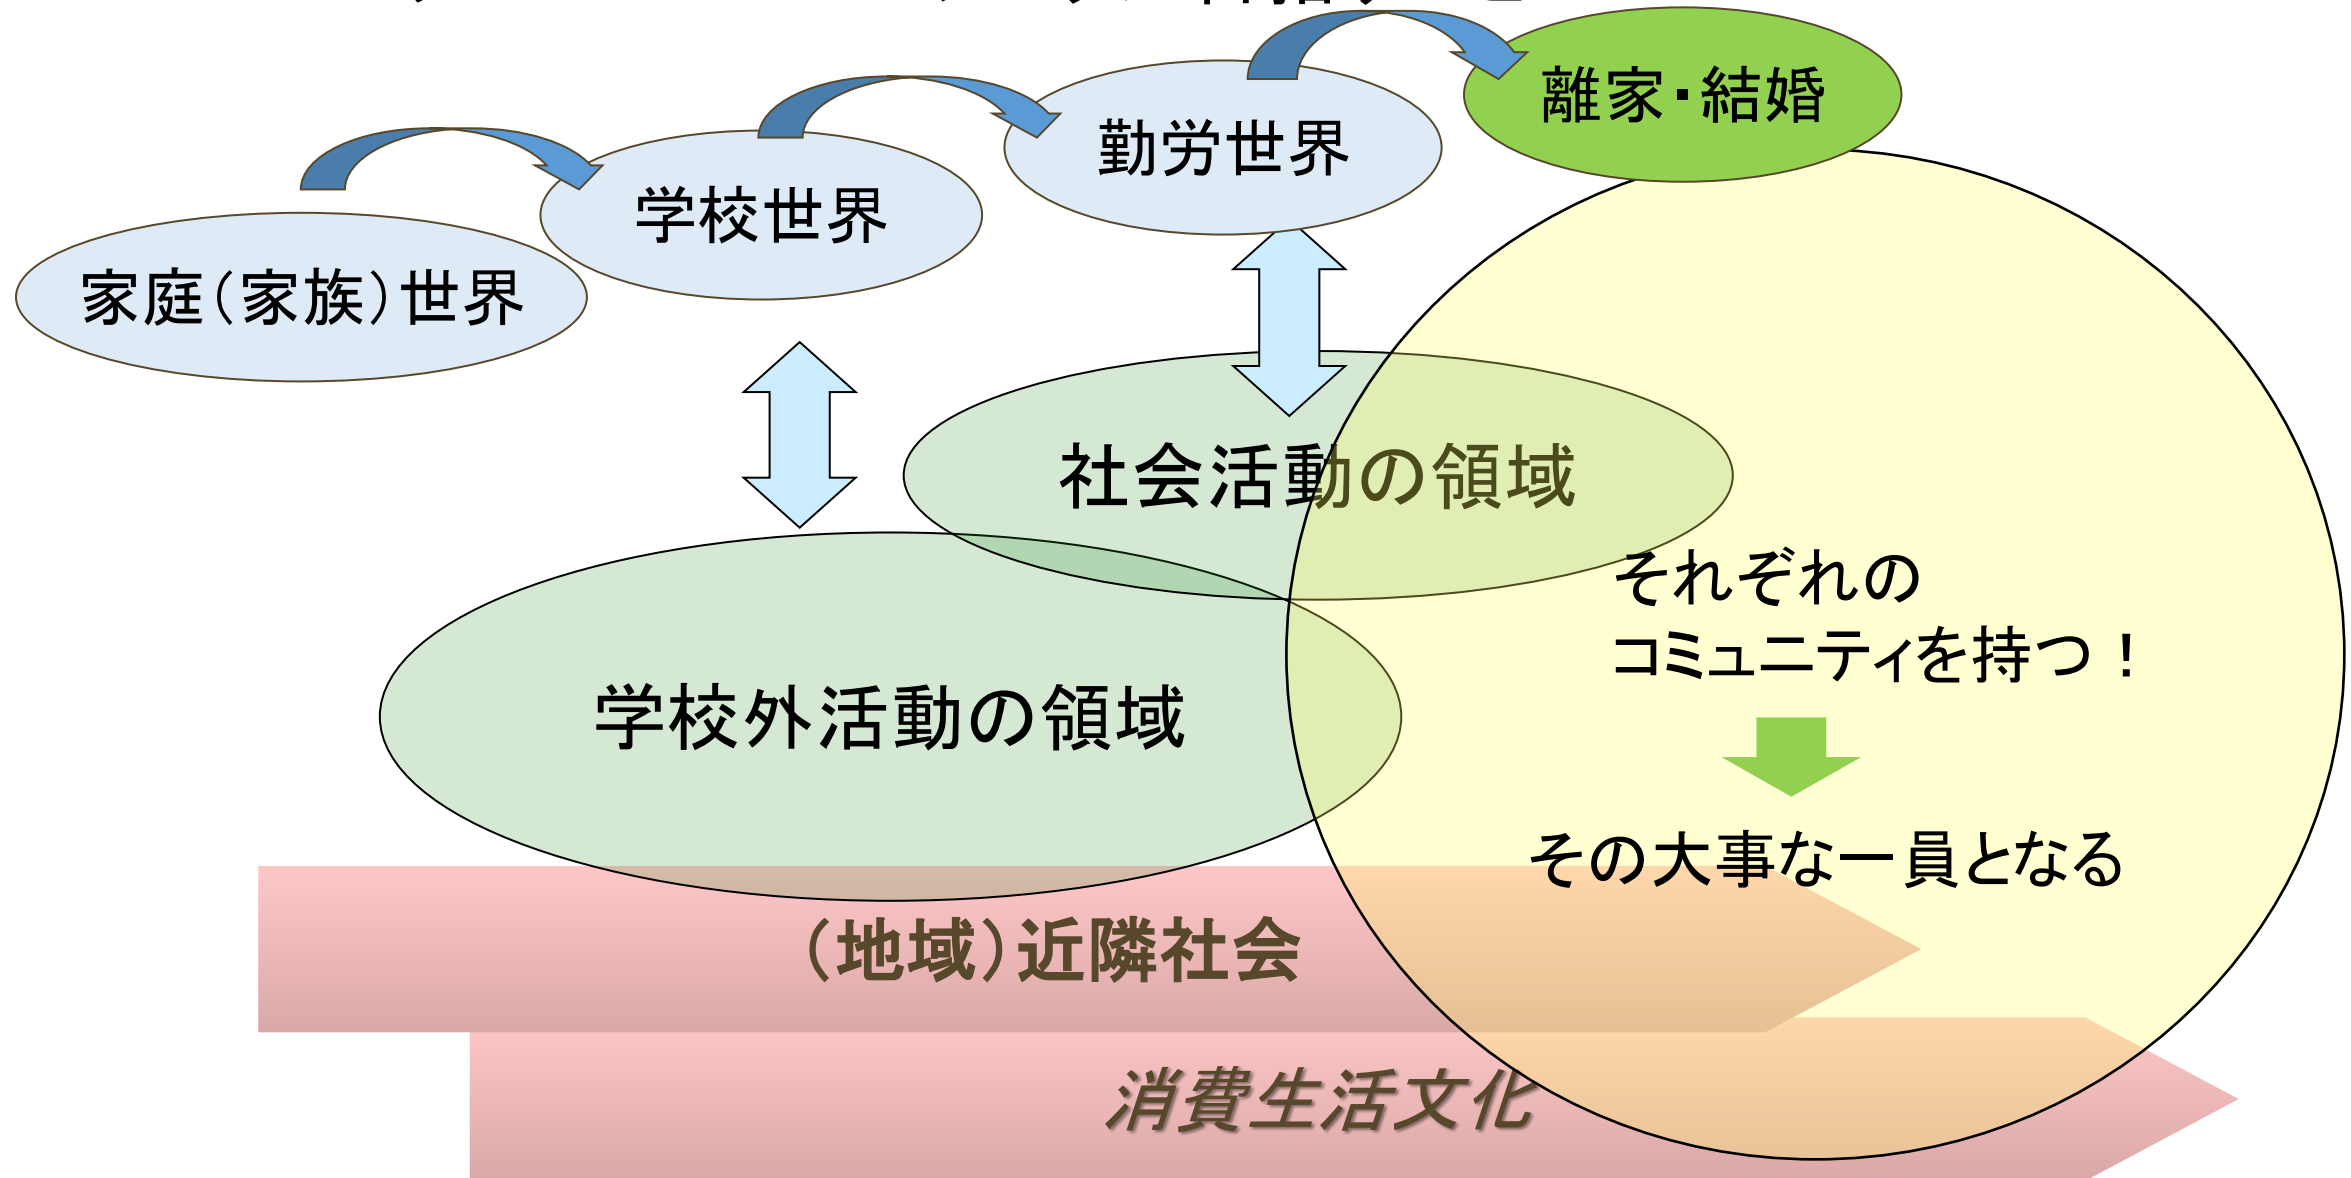 離家・結婚
勤労世界
学校世界
家庭（家族）世界
社会活動の領域
それぞれの
コミュニティを持つ！
学校外活動の領域
その大事な一員となる
（地域）近隣社会
消費生活文化